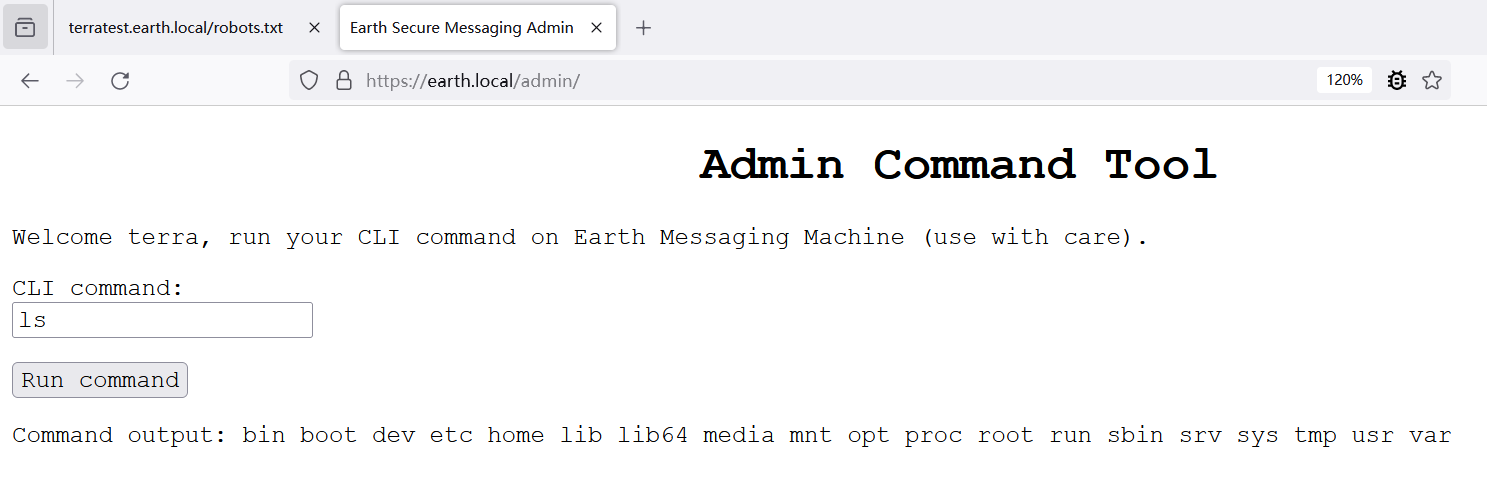 terratest.earth.local/robots.txt
Earth Secure Messaging Admin
https://earth.local/admin/
120%
Admin Command Tool
Welcome terra, run your CLI command on Earth Messaging Machine (use with care).
CLI command:
ls
Run command
Command output: bin boot dev etc home lib lib64 media mnt opt proc root run sbin srv sys tmp usr var